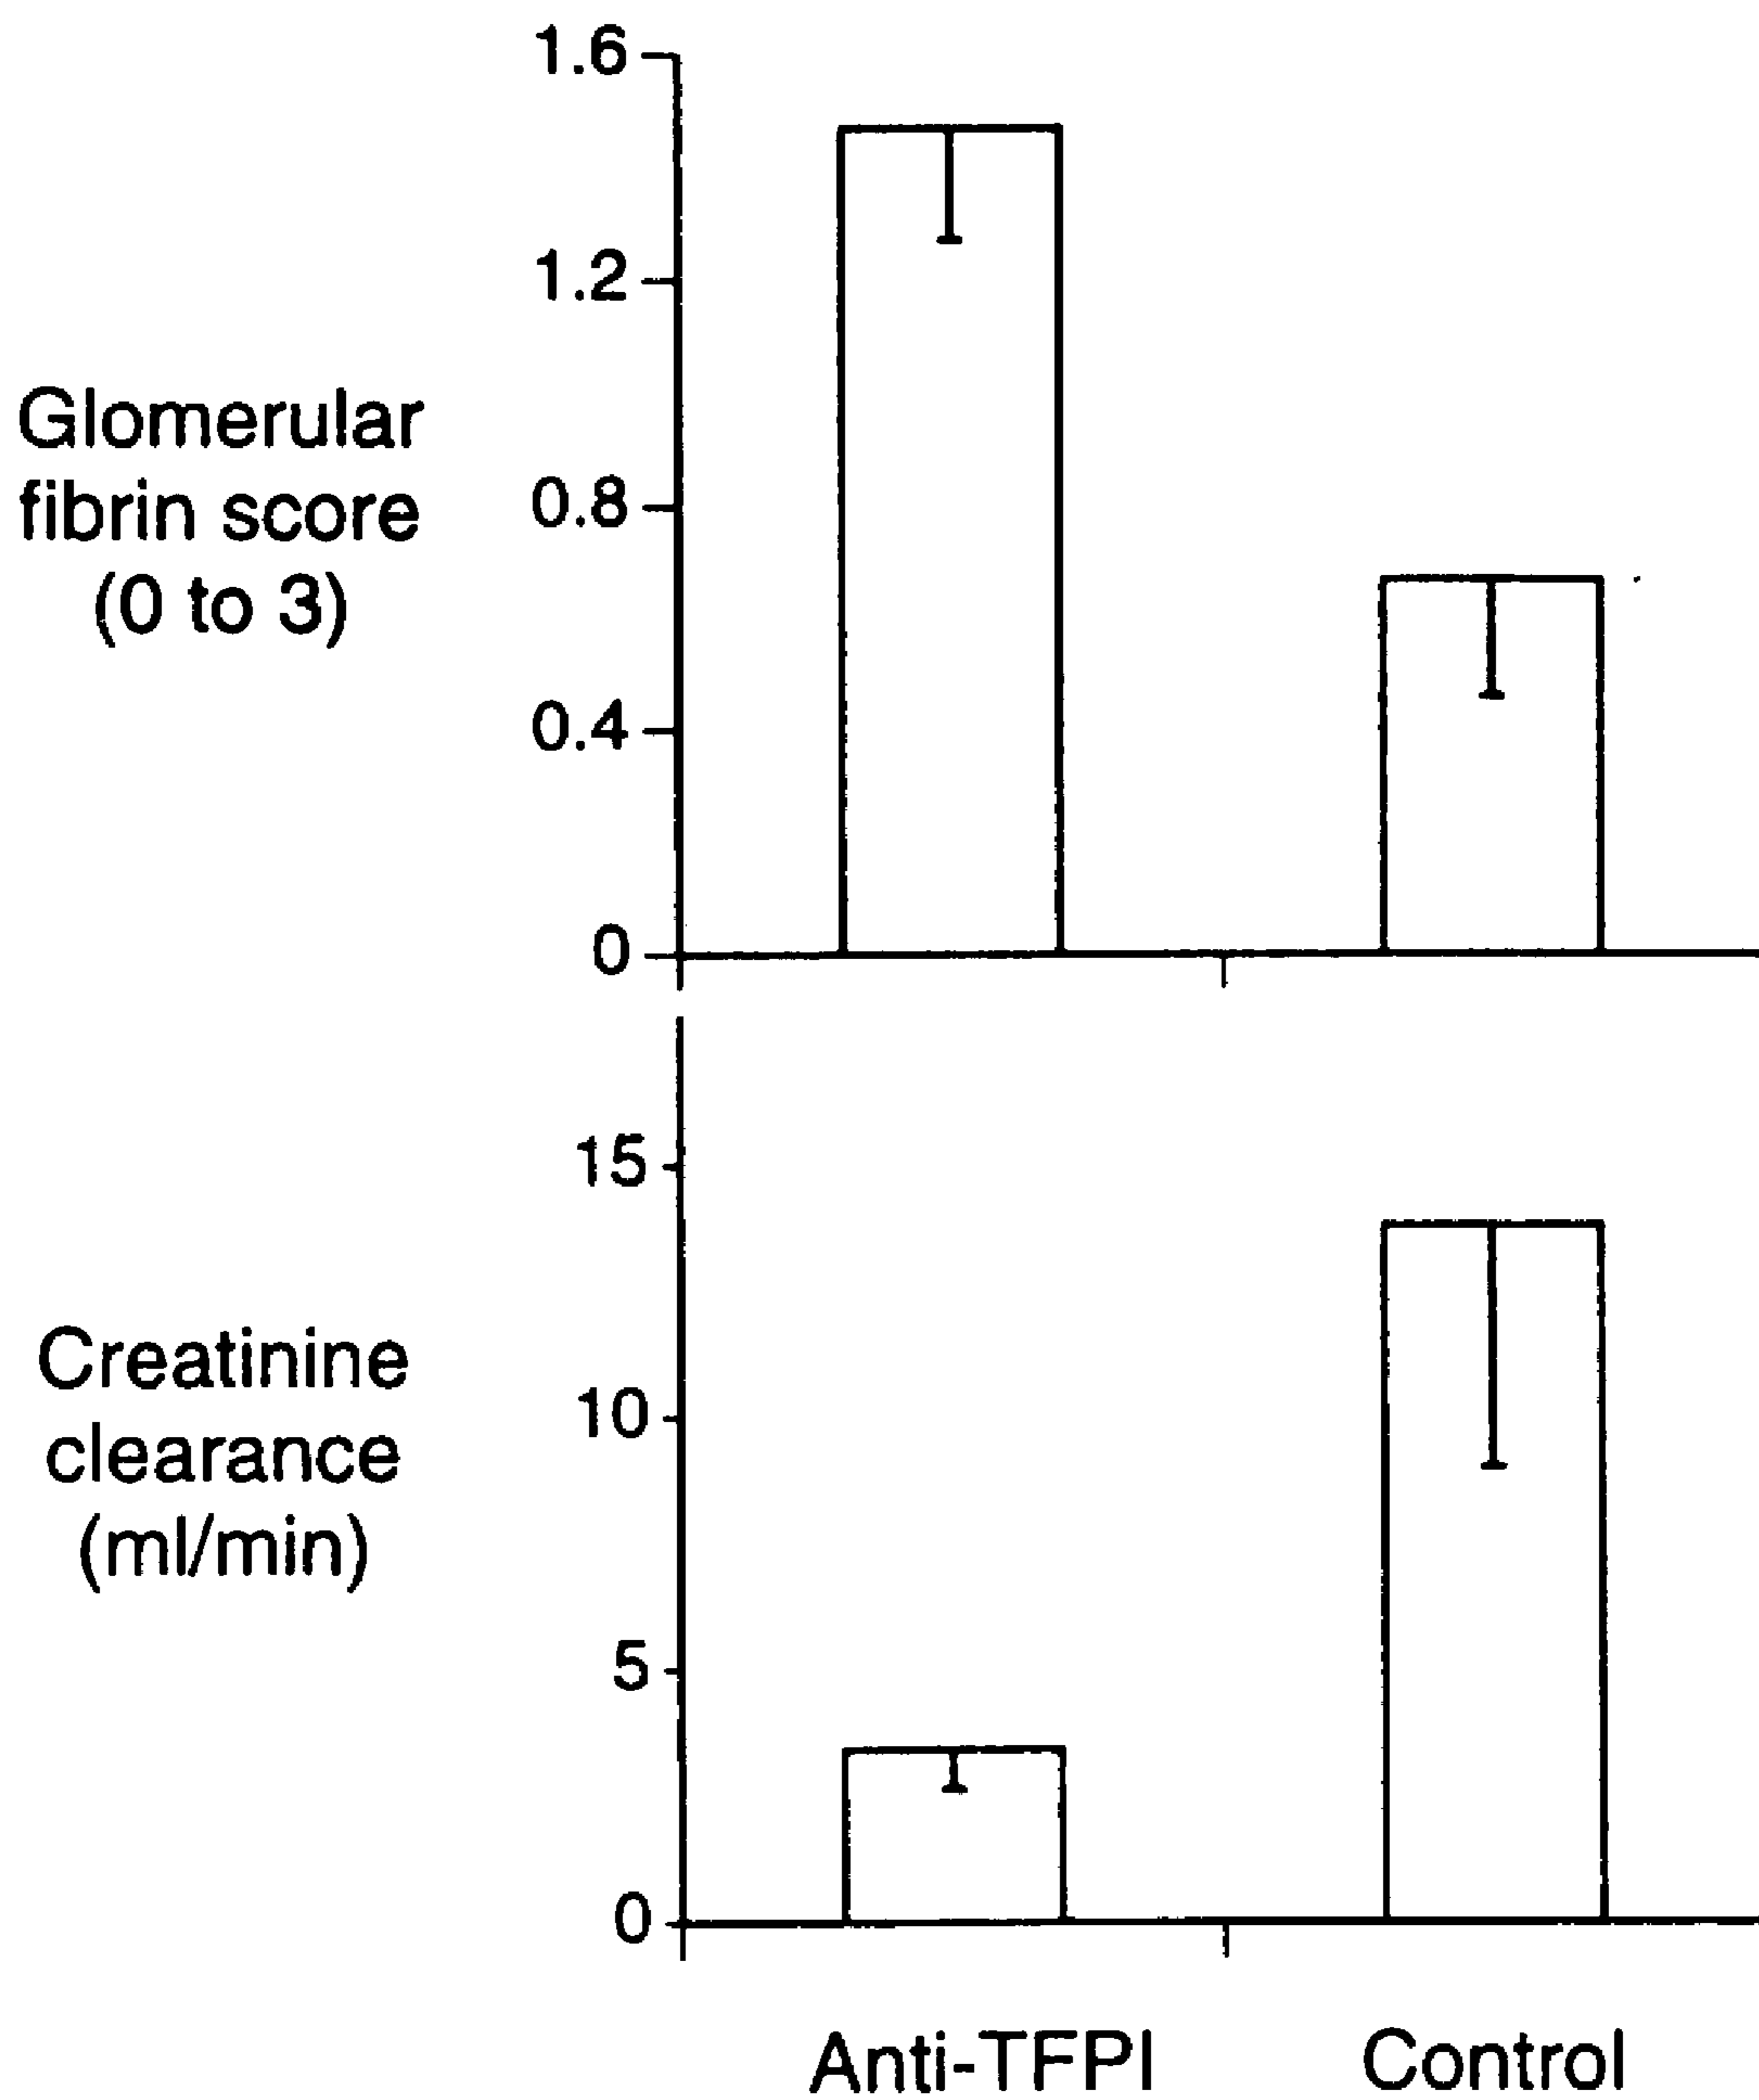 1.6
1.2
0.8
0.4
0
Glomerular
fibrin score
(0 to 3)
15
10
5
0
Creatinine
clearance
(ml/min)
Anti-TFPI
Control